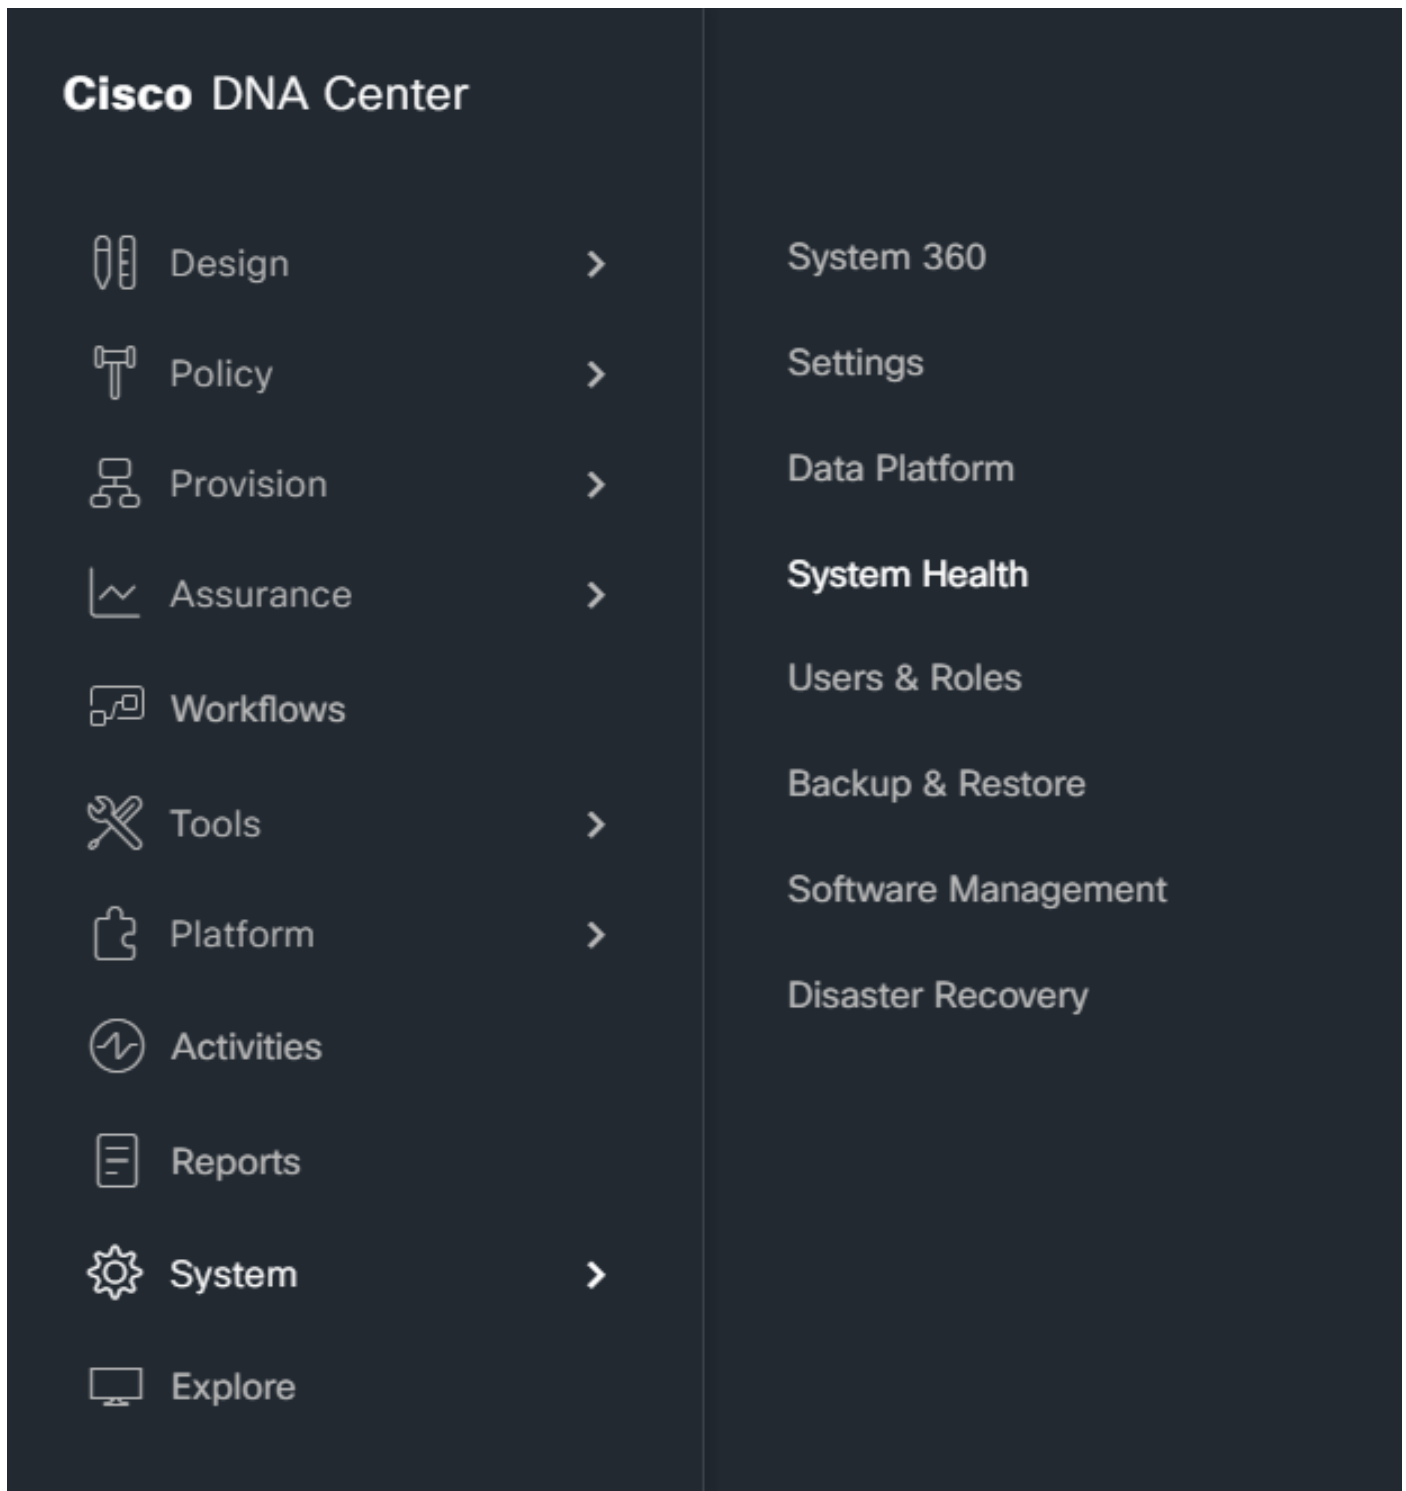 Cisco DNA Center
Design
Policy
Provision
Assurance
Workflows
Tools
Platform
Activities
Reports
System
Explore
System 360
Settings
Data Platform
System Health
Users & Roles
Backup & Restore
Software Management
Disaster Recovery